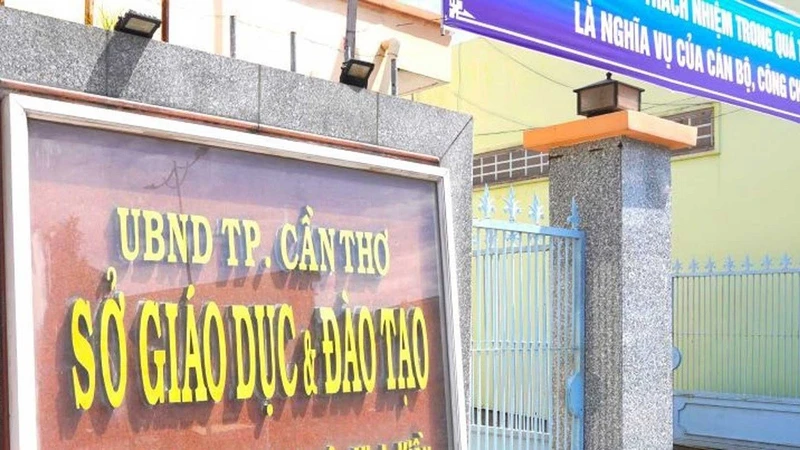 UBND TP. CẦN THƠ
SỞ GIÁO DỤC & ĐÀO TẠO
TRÁCH NHIỆM TRONG QUÁ
LÀ NGHĨA VỤ CỦA CÁN BỘ, CÔNG